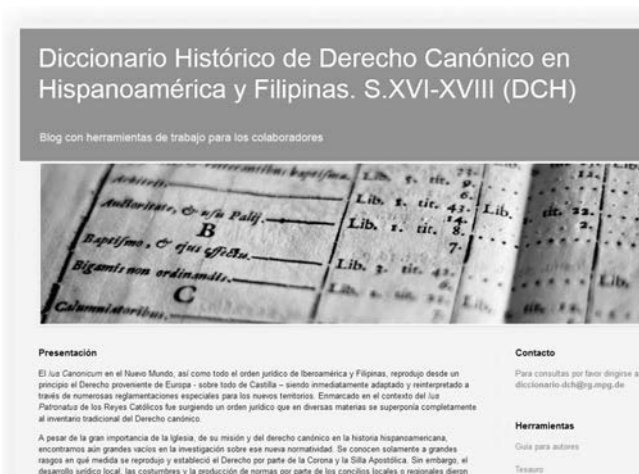 Diccionario Histórico de Derecho Canónico en
Hispanoamérica y Filipinas. S.XVI-XVIII (DCH)
Blog con herramientas de trabajo para los colaboradores
Arbitris. Lib. 1. tit. 43. Lib. tit. 22.
Authoritate, & usu Palij. Lib. 1. tit. 8.
B
Baptismo, & ejus effectu. Lib. 3. tit. 42.
Bigamis non ordinandis. Lib.
C
Calumniatoribus.
Presentación
El Ius Canonicum en el Nuevo Mundo, así como todo el orden jurídico de Iberoamérica y Filipinas, reprodujo desde un
principio el Derecho proveniente de Europa - sobre todo de Castilla – siendo inmediatamente adaptado y reinterpretado a
través de numerosas reglamentaciones especiales para los nuevos territorios. Enmarcado en el contexto del Ius
Patronatus de los Reyes Católicos fue surgiendo un orden jurídico que en diversas materias se superponía completamente
al inventario tradicional del Derecho canónico.
A pesar de la gran importancia de la Iglesia, de su misión y del derecho canónico en la historia hispanoamericana,
encontramos aún grandes vacíos en la investigación sobre ese nueva normatividad. Se conocen solamente a grandes
rasgos en qué medida se reprodujo y estableció el Derecho por parte de la Corona y la Silla Apostólica. Sin embargo, el
desarrollo jurídico local, las costumbres y la producción de normas por parte de los concilios locales o regionales dieron
Contacto
Para consultas por favor dirigirse a
diccionario-dch@rg.mpg.de
Herramientas
Guía para autores
Tesauro